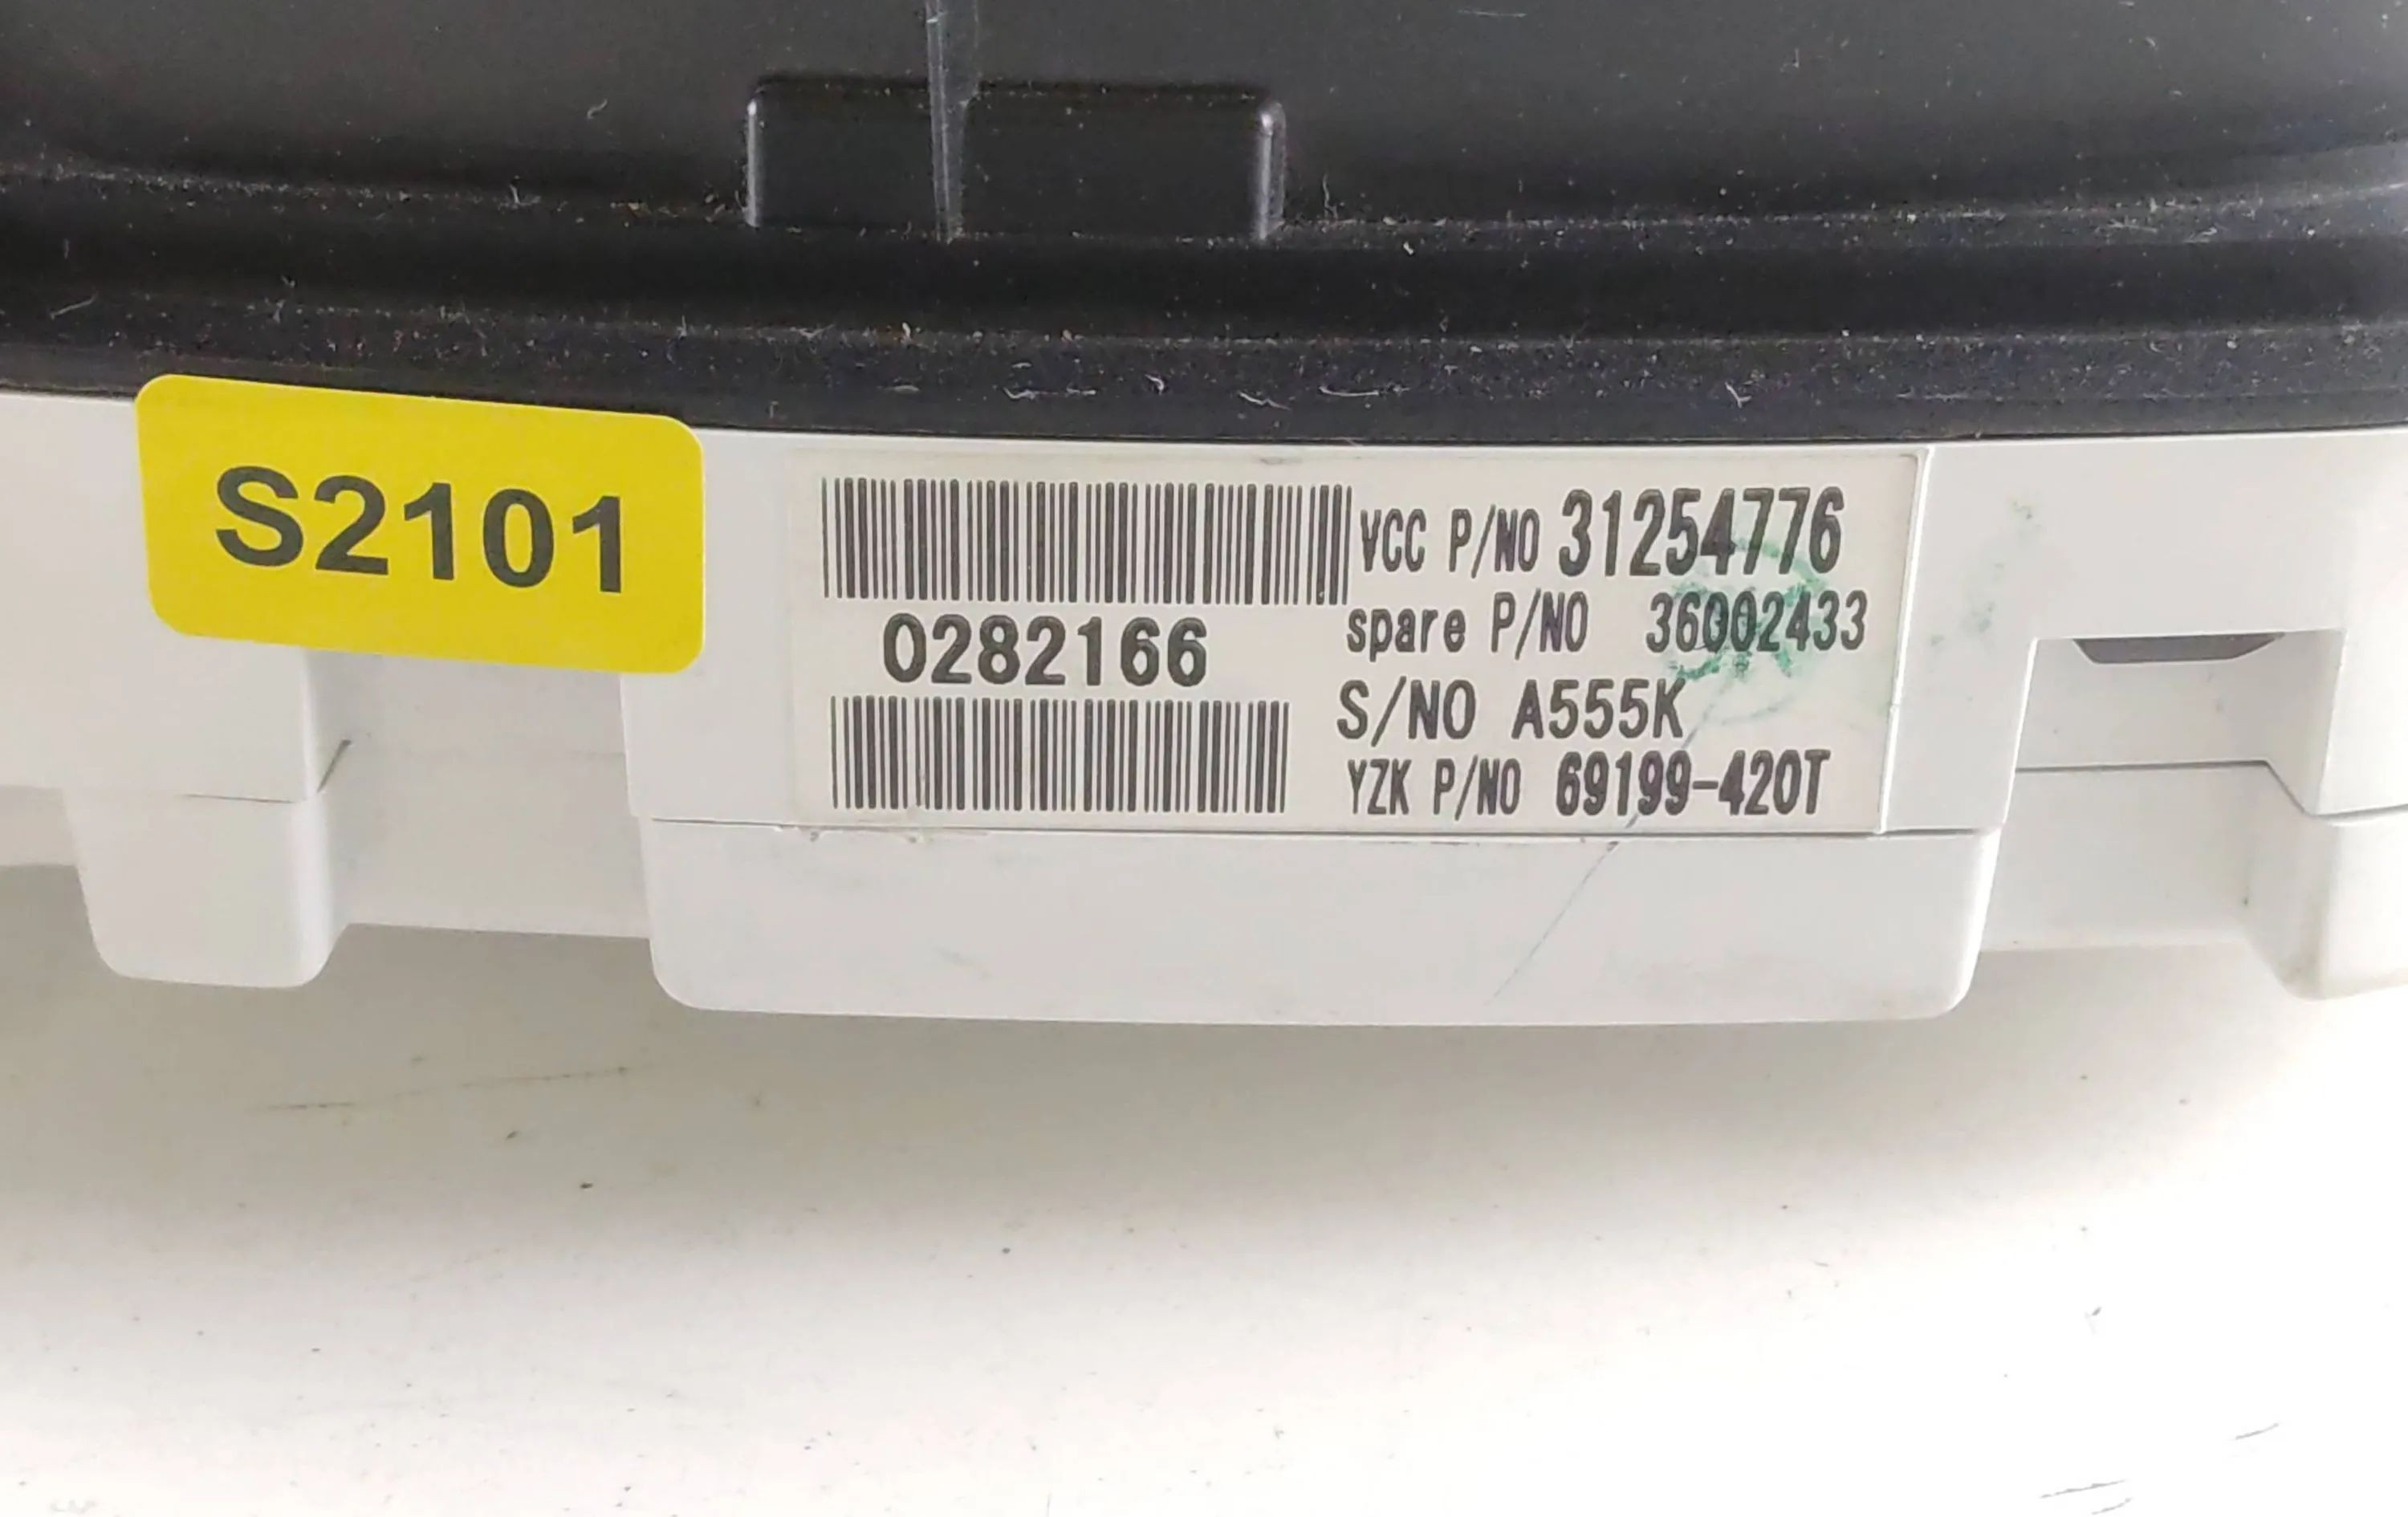 S2101
VCC P/NO 31254776
spare P/NO 36002433
0282166
S/NO A555K
YZK P/NO 69199-420T